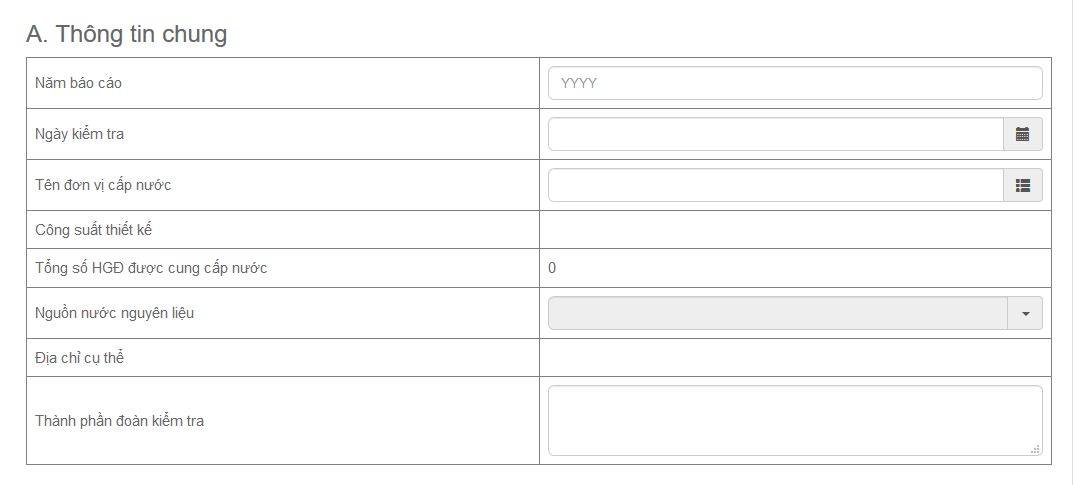 A. Thông tin chung
Năm báo cáo
YYYY
Ngày kiểm tra
Tên đơn vị cấp nước
Công suất thiết kế
Tổng số HGĐ được cung cấp nước
0
Nguồn nước nguyên liệu
Địa chỉ cụ thể
Thành phần đoàn kiểm tra